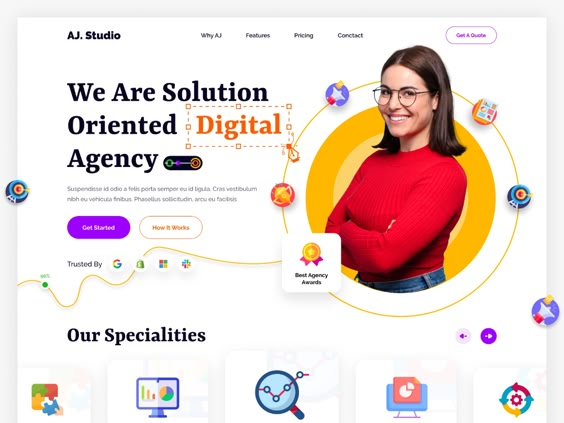 AJ. Studio
Why AJ
Features
Pricing
Conctact
Get A Quote
We Are Solution
Oriented Digital
Agency
Suspendisse id odio a felis porta semper eu id ligula. Cras vestibulum
nibh eu vehicula finibus. Phasellus sollicitudin, arcu eu facilisis
Get Started
How It Works
Trusted By
Best Agency
Awards
Our Specialities